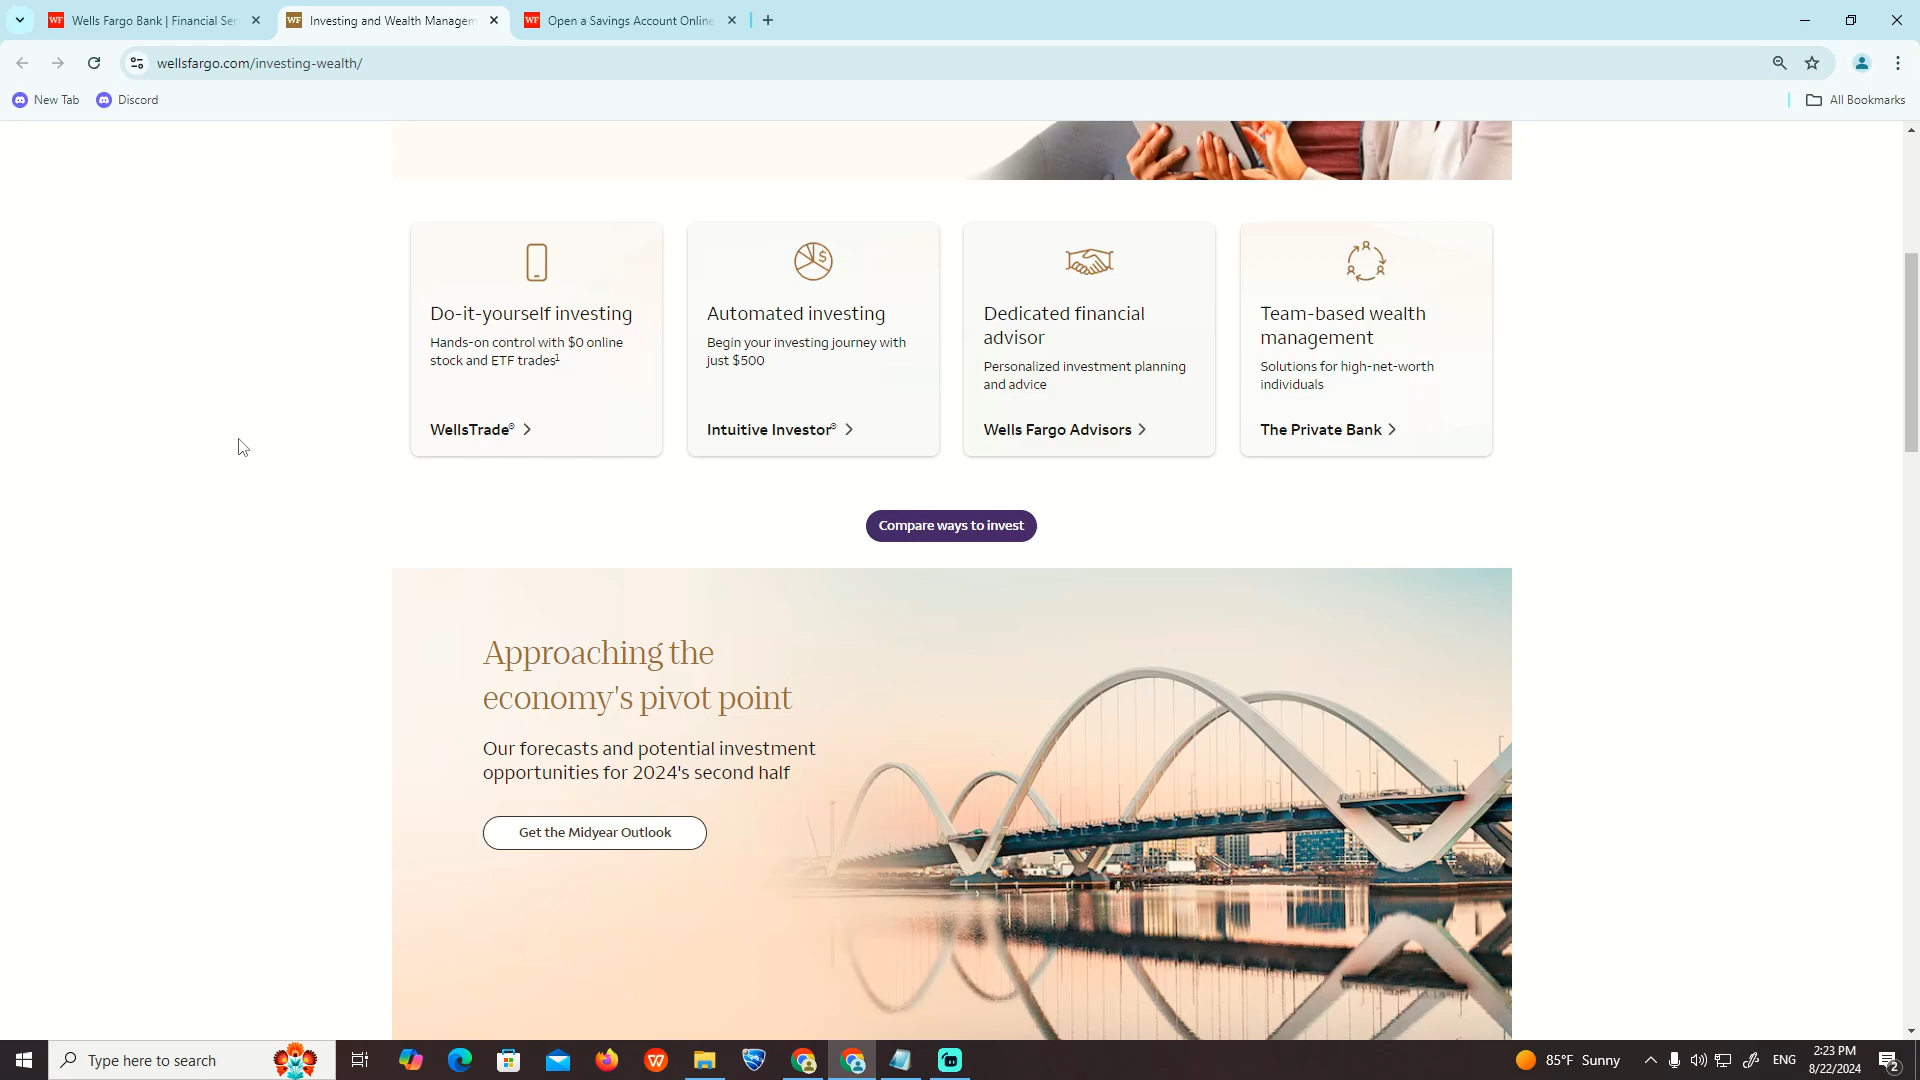 Wells Fargo Bank | Financial Ser
Investing and Wealth Managem
Open a Savings Account Online
wellsfargo.com/investing-wealth/
New Tab
Discord
All Bookmarks
Do-it-yourself investing
Hands-on control with $0 online
stock and ETF trades¹
WellsTrade®
Automated investing
Begin your investing journey with
just $500
Intuitive Investor®
Dedicated financial
advisor
Personalized investment planning
and advice
Wells Fargo Advisors
Team-based wealth
management
Solutions for high-net-worth
individuals
The Private Bank
Compare ways to invest
Approaching the
economy's pivot point
Our forecasts and potential investment
opportunities for 2024's second half
Get the Midyear Outlook
Type here to search
85°F Sunny
ENG
2:23 PM
8/22/2024
2